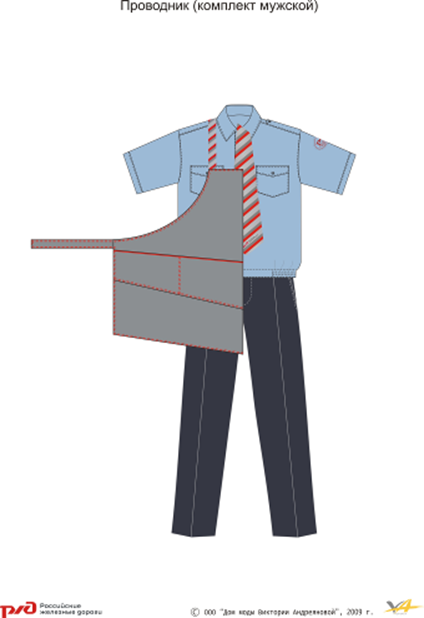 Проводник (комплект мужской)
РЖД Российские
железные дороги
© ООО "Дом моды Виктории Андреяновой", 2009 г.